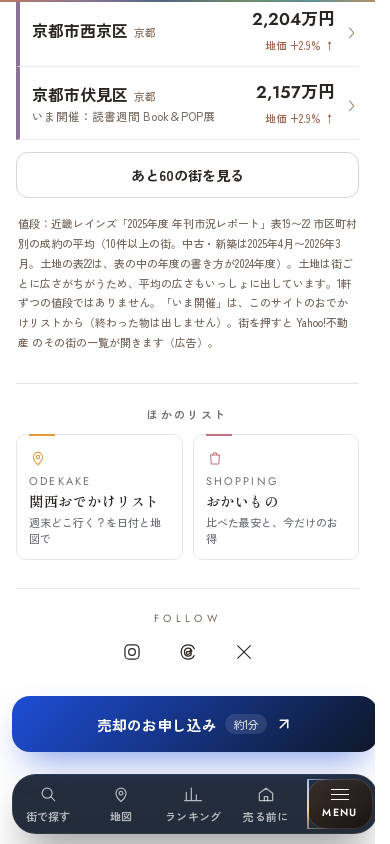 2,204万円
京都市西京区 京都
地価 +2.9% ↑
2,157万円
京都市伏見区 京都
いま開催：読書週間 Book＆POP展
地価 +2.9% ↑
あと60の街を見る
値段：近畿レインズ「2025年度 年刊市況レポート」表19〜22 市区町村
別の成約の平均（10件以上の街。中古・新築は2025年4月〜2026年3
月。土地の表22は、表の中の年度の書き方が2024年度）。土地は街ご
とに広さがちがうため、平均の広さもいっしょに出しています。1軒
ずつの値段ではありません。「いま開催」は、このサイトのおでか
けリストから（終わった物は出しません）。街を押すと Yahoo!不動
産 のその街の一覧が開きます（広告）。
ほかのリスト
ODEKAKE
関西おでかけリスト
週末どこ行く？を日付と地
図で
SHOPPING
おかいもの
比べた最安と、今だけのお
得
FOLLOW
売却のお申し込み 約1分
街で探す
地図
ランキング
売る前に
MENU